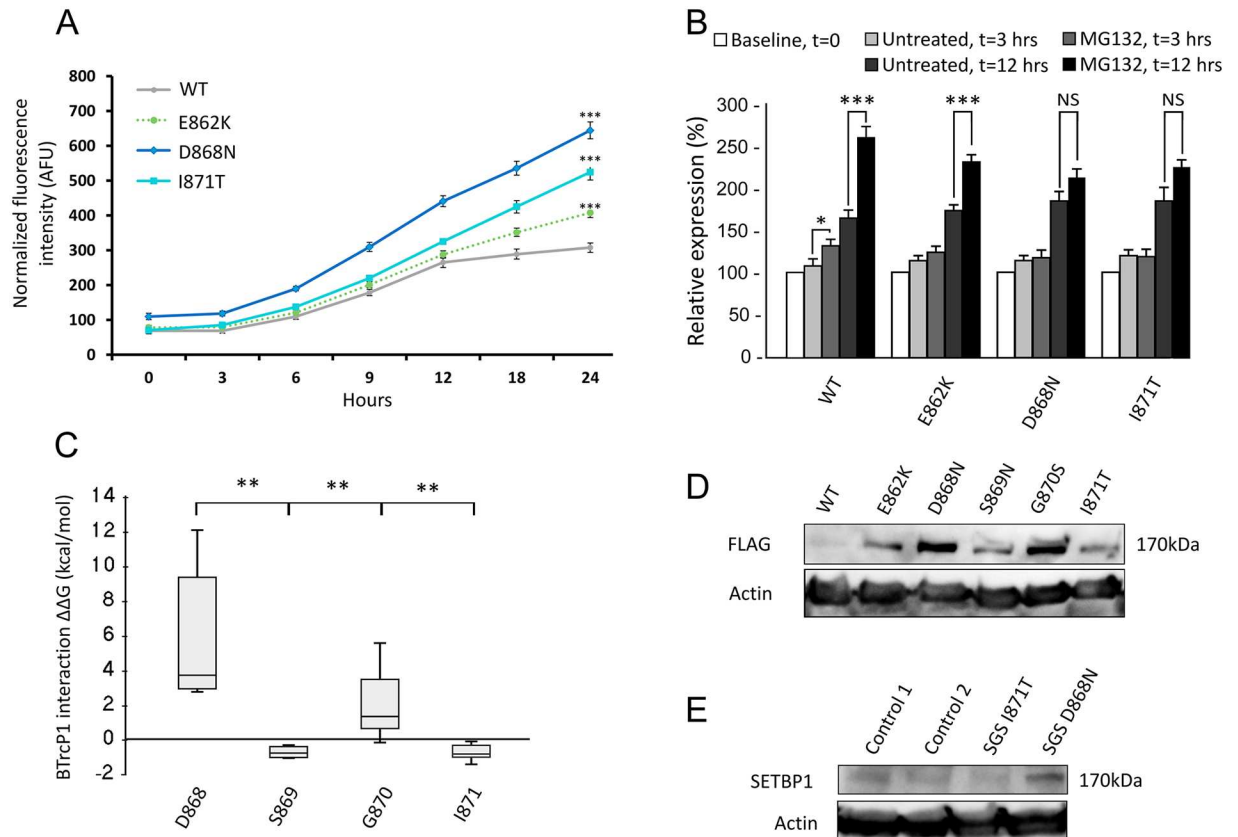 A
Normalized fluorescence
intensity (AFU)
800
700
600
500
400
300
200
100
0
WT
E862K
D868N
I871T
***
***
***
0 3 6 9 12 18 24
Hours
B
Baseline, t=0 Untreated, t=3 hrs MG132, t=3 hrs
Untreated, t=12 hrs MG132, t=12 hrs
Relative expression (%)
300
250
200
150
100
50
0
* *** *** NS NS
WT E862K D868N I871T
C
BTrcP1 interaction ΔΔG (kcal/mol)
14
12
10
8
6
4
2
0
-2
** ** **
D868 S869 G870 I871
D
WT E862K D868N S869N G870S I871T
FLAG 170kDa
Actin
E
Control 1 Control 2 SGS I871T SGS D868N
SETBP1 170kDa
Actin